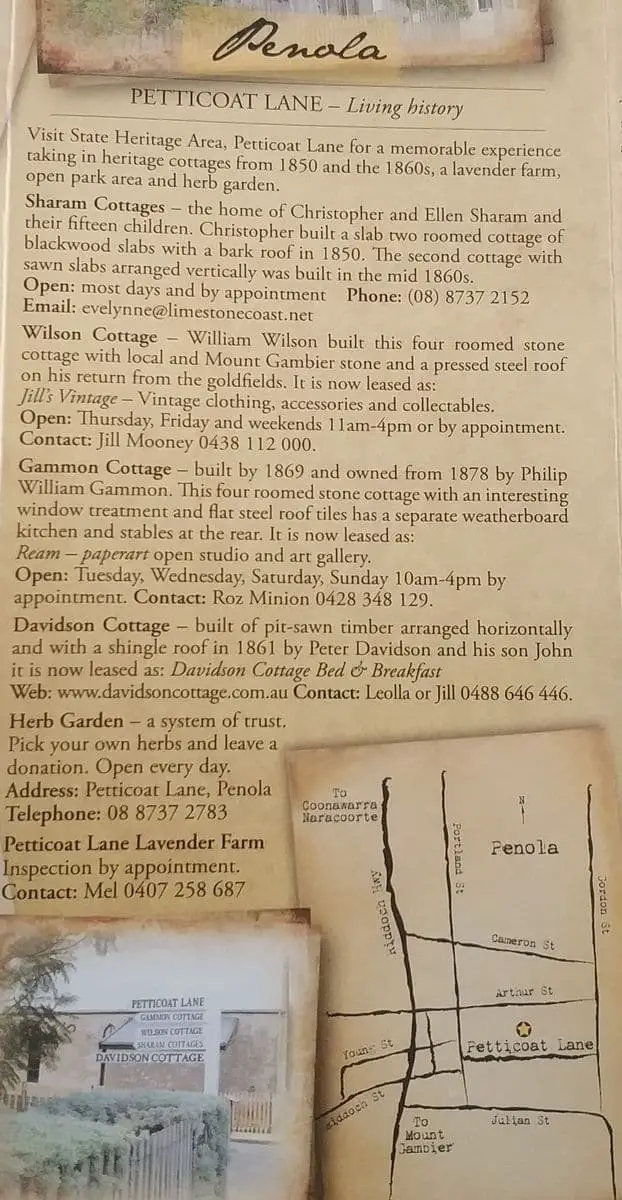 Penola
PETTICOAT LANE – Living history
Visit State Heritage Area, Petticoat Lane for a memorable experience
taking in heritage cottages from 1850 and the 1860s, a lavender farm,
open park area and herb garden.
Sharam Cottages – the home of Christopher and Ellen Sharam and
their fifteen children. Christopher built a slab two roomed cottage of
blackwood slabs with a bark roof in 1850. The second cottage with
sawn slabs arranged vertically was built in the mid 1860s.
Open: most days and by appointment Phone: (08) 8737 2152
Email: evelynne@limestonecoast.net
Wilson Cottage – William Wilson built this four roomed stone
cottage with local and Mount Gambier stone and a pressed steel roof
on his return from the goldfields. It is now leased as:
Jill's Vintage – Vintage clothing, accessories and collectables.
Open: Thursday, Friday and weekends 11am-4pm or by appointment.
Contact: Jill Mooney 0438 112 000.
Gammon Cottage – built by 1869 and owned from 1878 by Philip
William Gammon. This four roomed stone cottage with an interesting
window treatment and flat steel roof tiles has a separate weatherboard
kitchen and stables at the rear. It is now leased as:
Ream – paperart open studio and art gallery.
Open: Tuesday, Wednesday, Saturday, Sunday 10am-4pm by
appointment. Contact: Roz Minion 0428 348 129.
Davidson Cottage – built of pit-sawn timber arranged horizontally
and with a shingle roof in 1861 by Peter Davidson and his son John
it is now leased as: Davidson Cottage Bed & Breakfast
Web: www.davidsoncottage.com.au Contact: Leolla or Jill 0488 646 446.
Herb Garden – a system of trust.
Pick your own herbs and leave a
donation. Open every day.
Address: Petticoat Lane, Penola
Telephone: 08 8737 2783
Petticoat Lane Lavender Farm
Inspection by appointment.
Contact: Mel 0407 258 687
PETTICOAT LANE
GAMMON COTTAGE
WILSON COTTAGE
SHARAM COTTAGES
DAVIDSON COTTAGE
To
Coonawarra
Naracoorte
N
Penola
Portland St
Gordon St
Riddoch Hwy
Cameron St
Arthur St
Young St
Petticoat Lane
Riddoch St
To
Mount
Gambier
Julian St